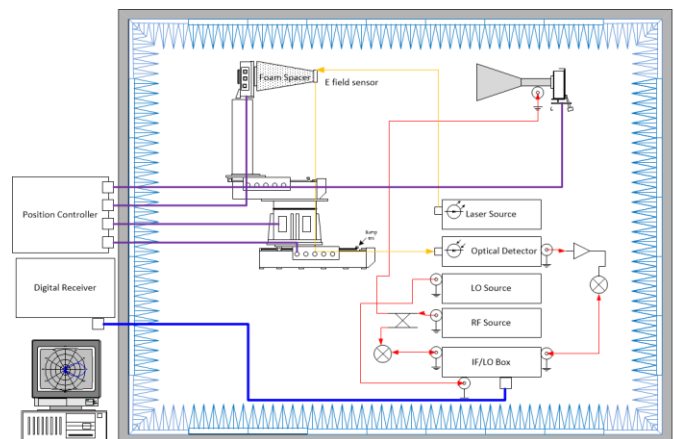 Foam Spacer
E field sensor
Position Controller
Laser Source
Optical Detector
Digital Receiver
LO Source
RF Source
IF/LO Box